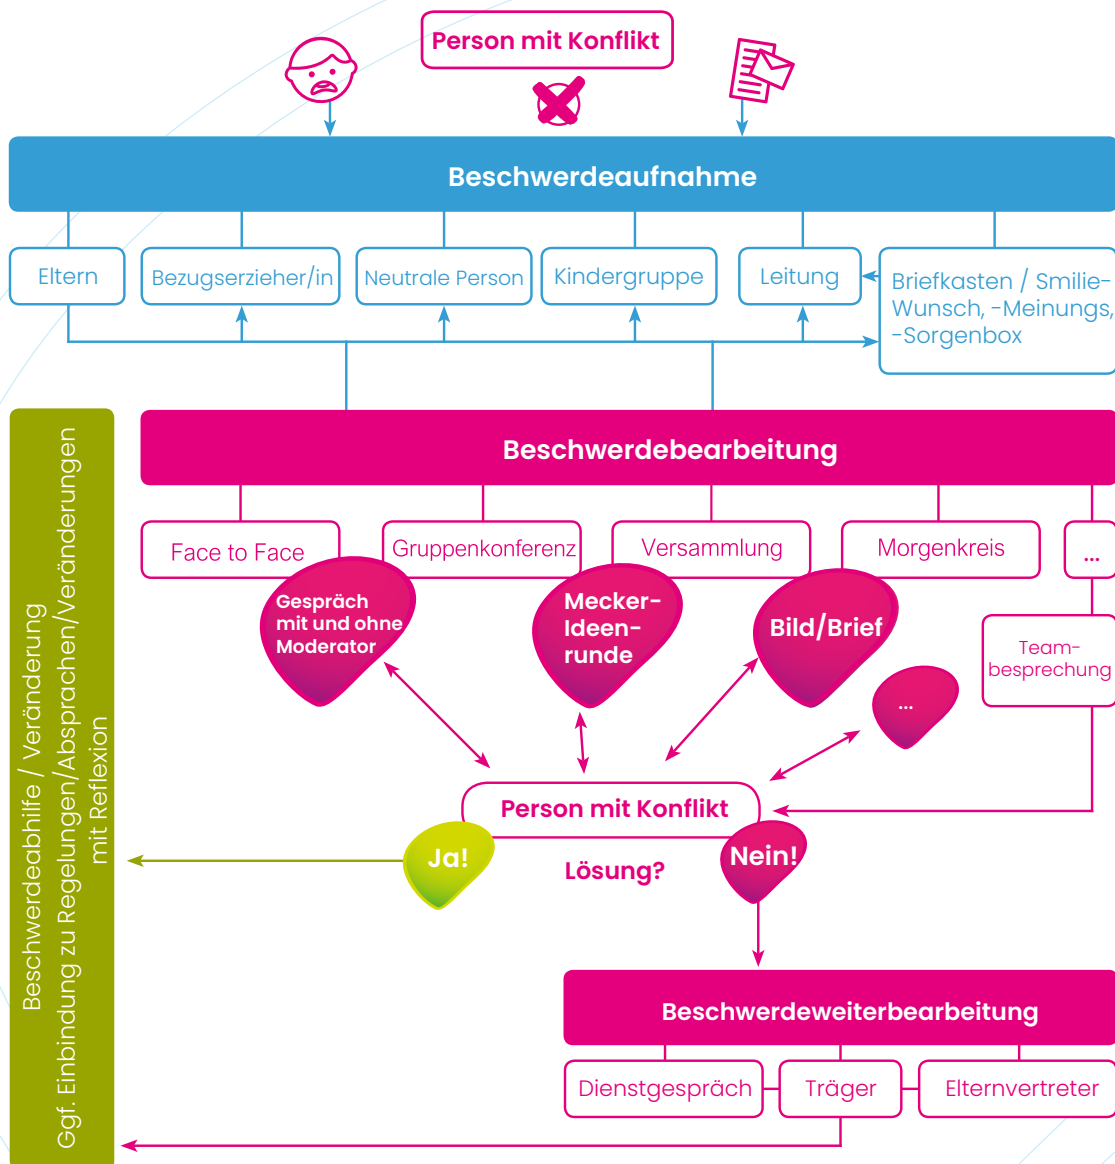 Person mit Konflikt
Beschwerdeaufnahme
Eltern
Bezugserzieher/in
Neutrale Person
Kindergruppe
Leitung
Briefkasten / Smilie-
Wunsch, -Meinungs,
-Sorgenbox
Beschwerdebearbeitung
Face to Face
Gruppenkonferenz
Versammlung
Morgenkreis
...
Gespräch
mit und ohne
Moderator
Mecker-
Ideen-
runde
Bild/Brief
...
Team-
besprechung
Person mit Konflikt
Ja!
Lösung?
Nein!
Beschwerdeabhilfe / Veränderung
Ggf. Einbindung zu Regelungen/Absprachen/Veränderungen
mit Reflexion
Beschwerdeweiterbearbeitung
Dienstgespräch
Träger
Elternvertreter